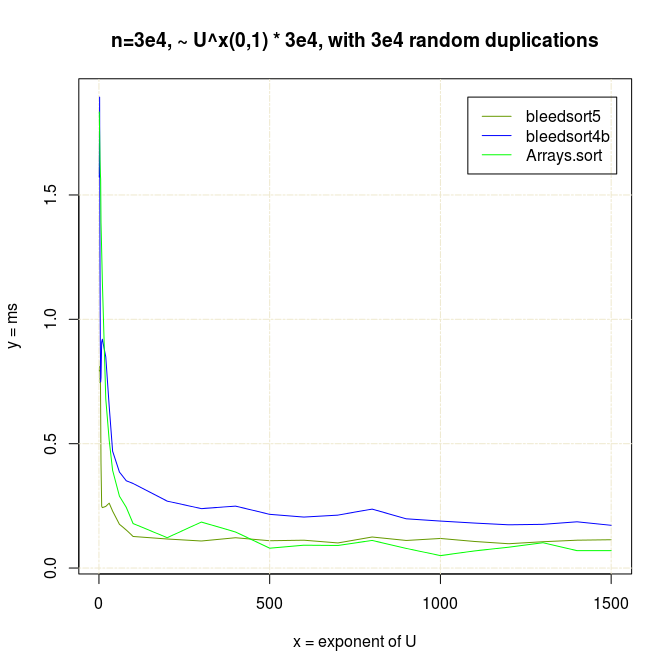 n=3e4, ~ U^x(0,1) * 3e4, with 3e4 random duplications
bleedsort5
bleedsort4b
Arrays.sort
1.5
1.0
0.5
0.0
y = ms
0 500 1000 1500
x = exponent of U